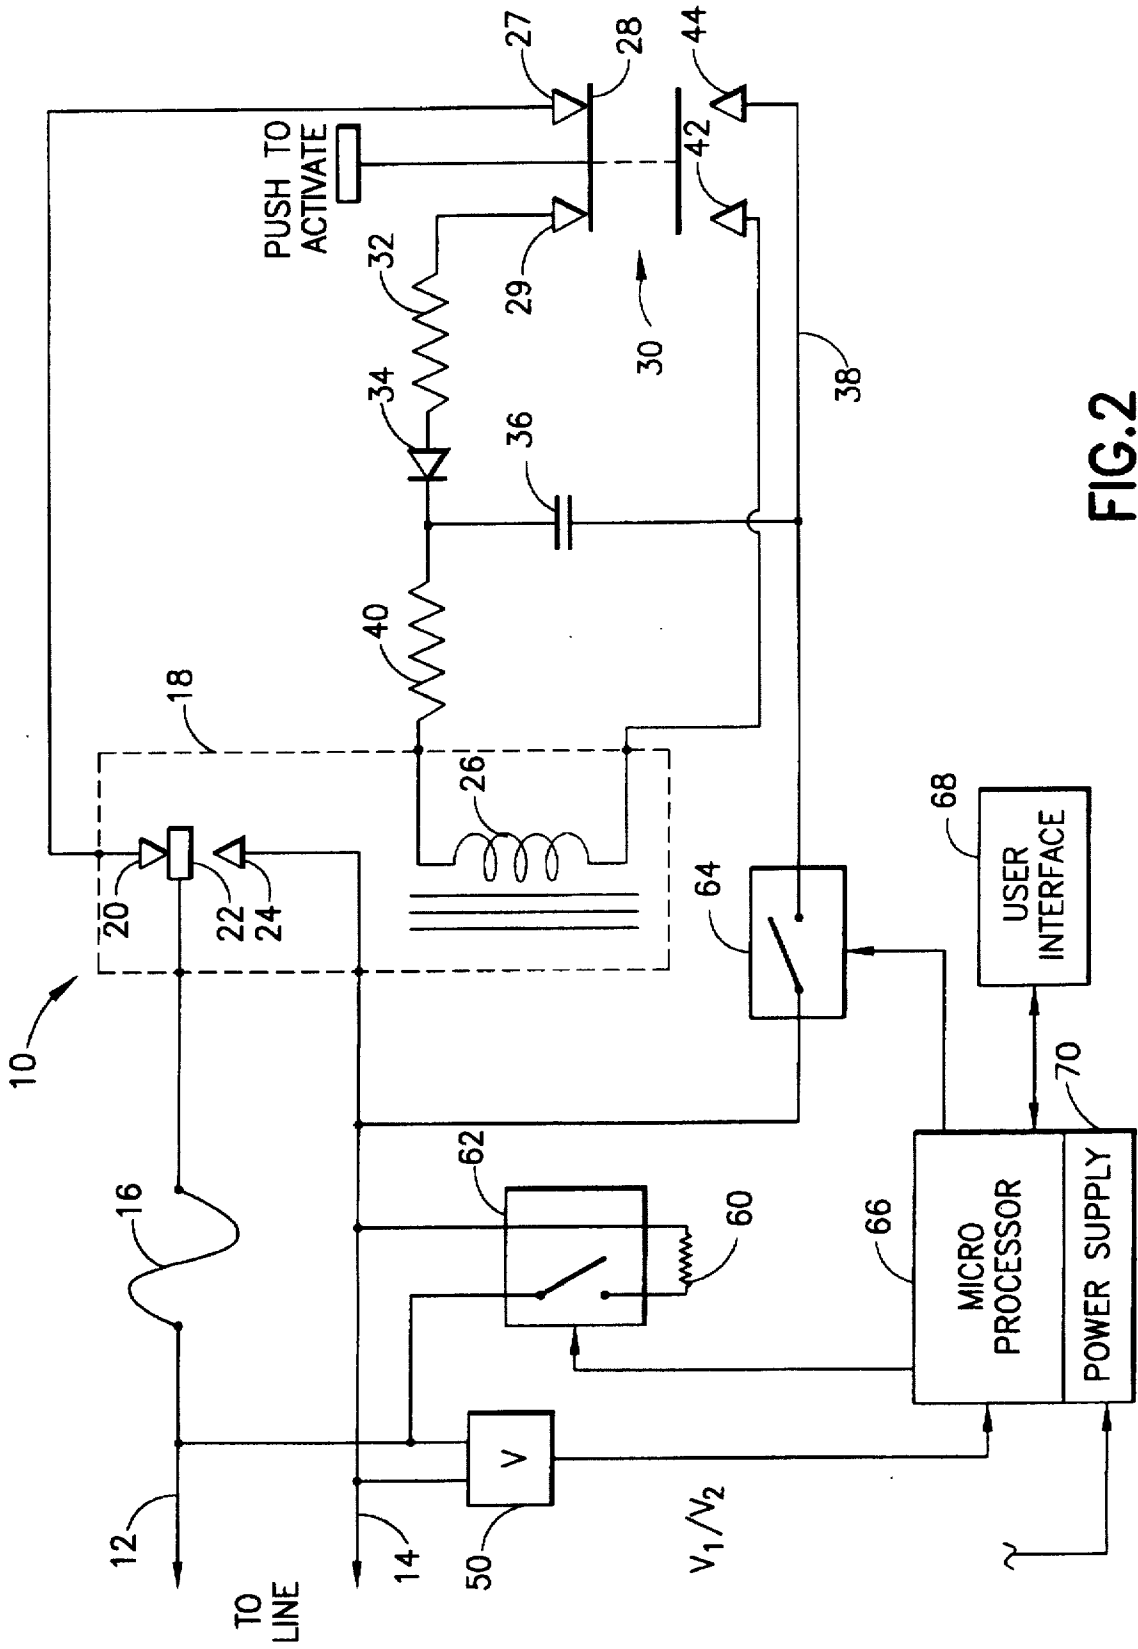 10
12
TO
LINE
14
16
18
20
22
24
26
27
PUSH TO
ACTIVATE
28
29
30
32
34
36
38
40
42
44
50
V
V1/V2
60
62
64
66
MICRO
PROCESSOR
POWER SUPPLY
70
68
USER
INTERFACE
FIG.2